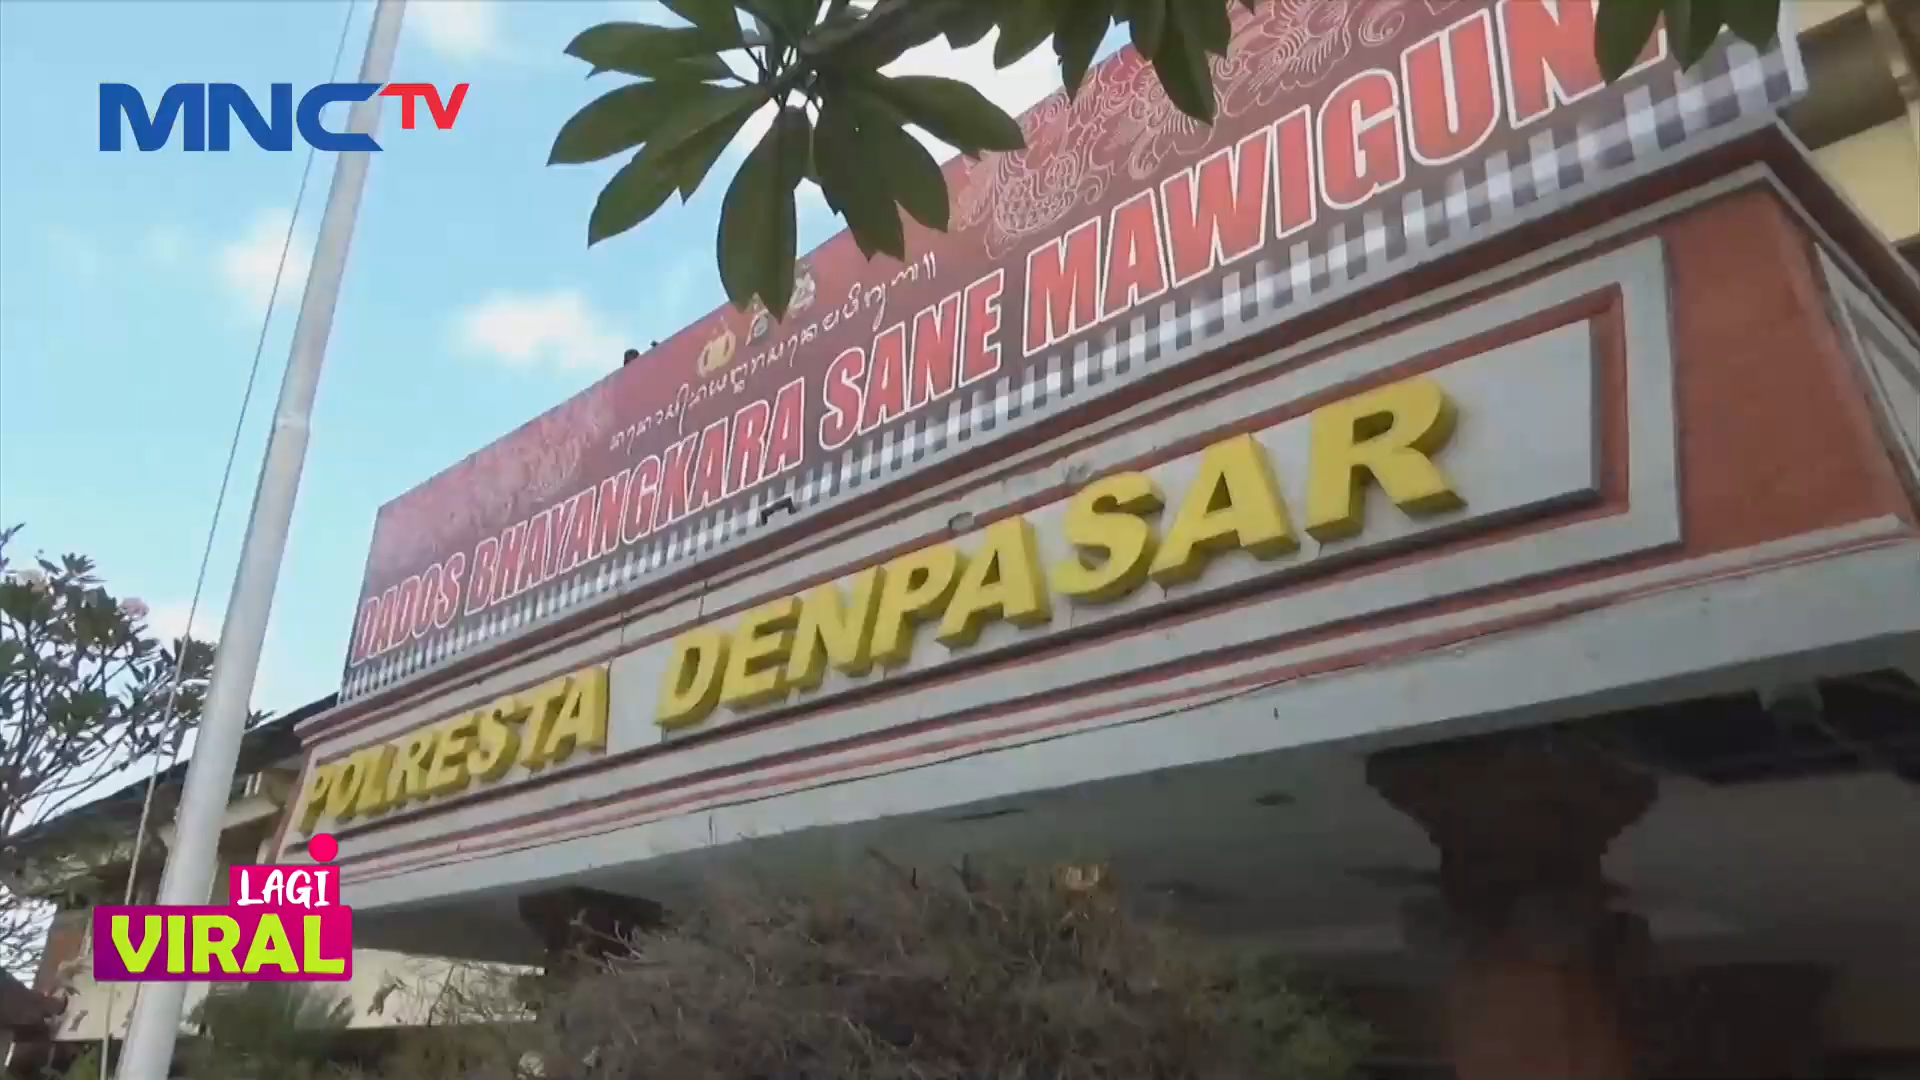 MNCTV
DADOS BHAYANGKARA SANE MAWIGUNA
POLRESTA DENPASAR
LAGI
VIRAL